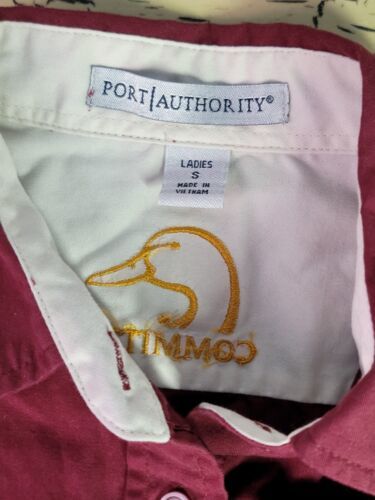 PORT|AUTHORITY®
LADIES
S
MADE IN
VIETNAM
COMMIT